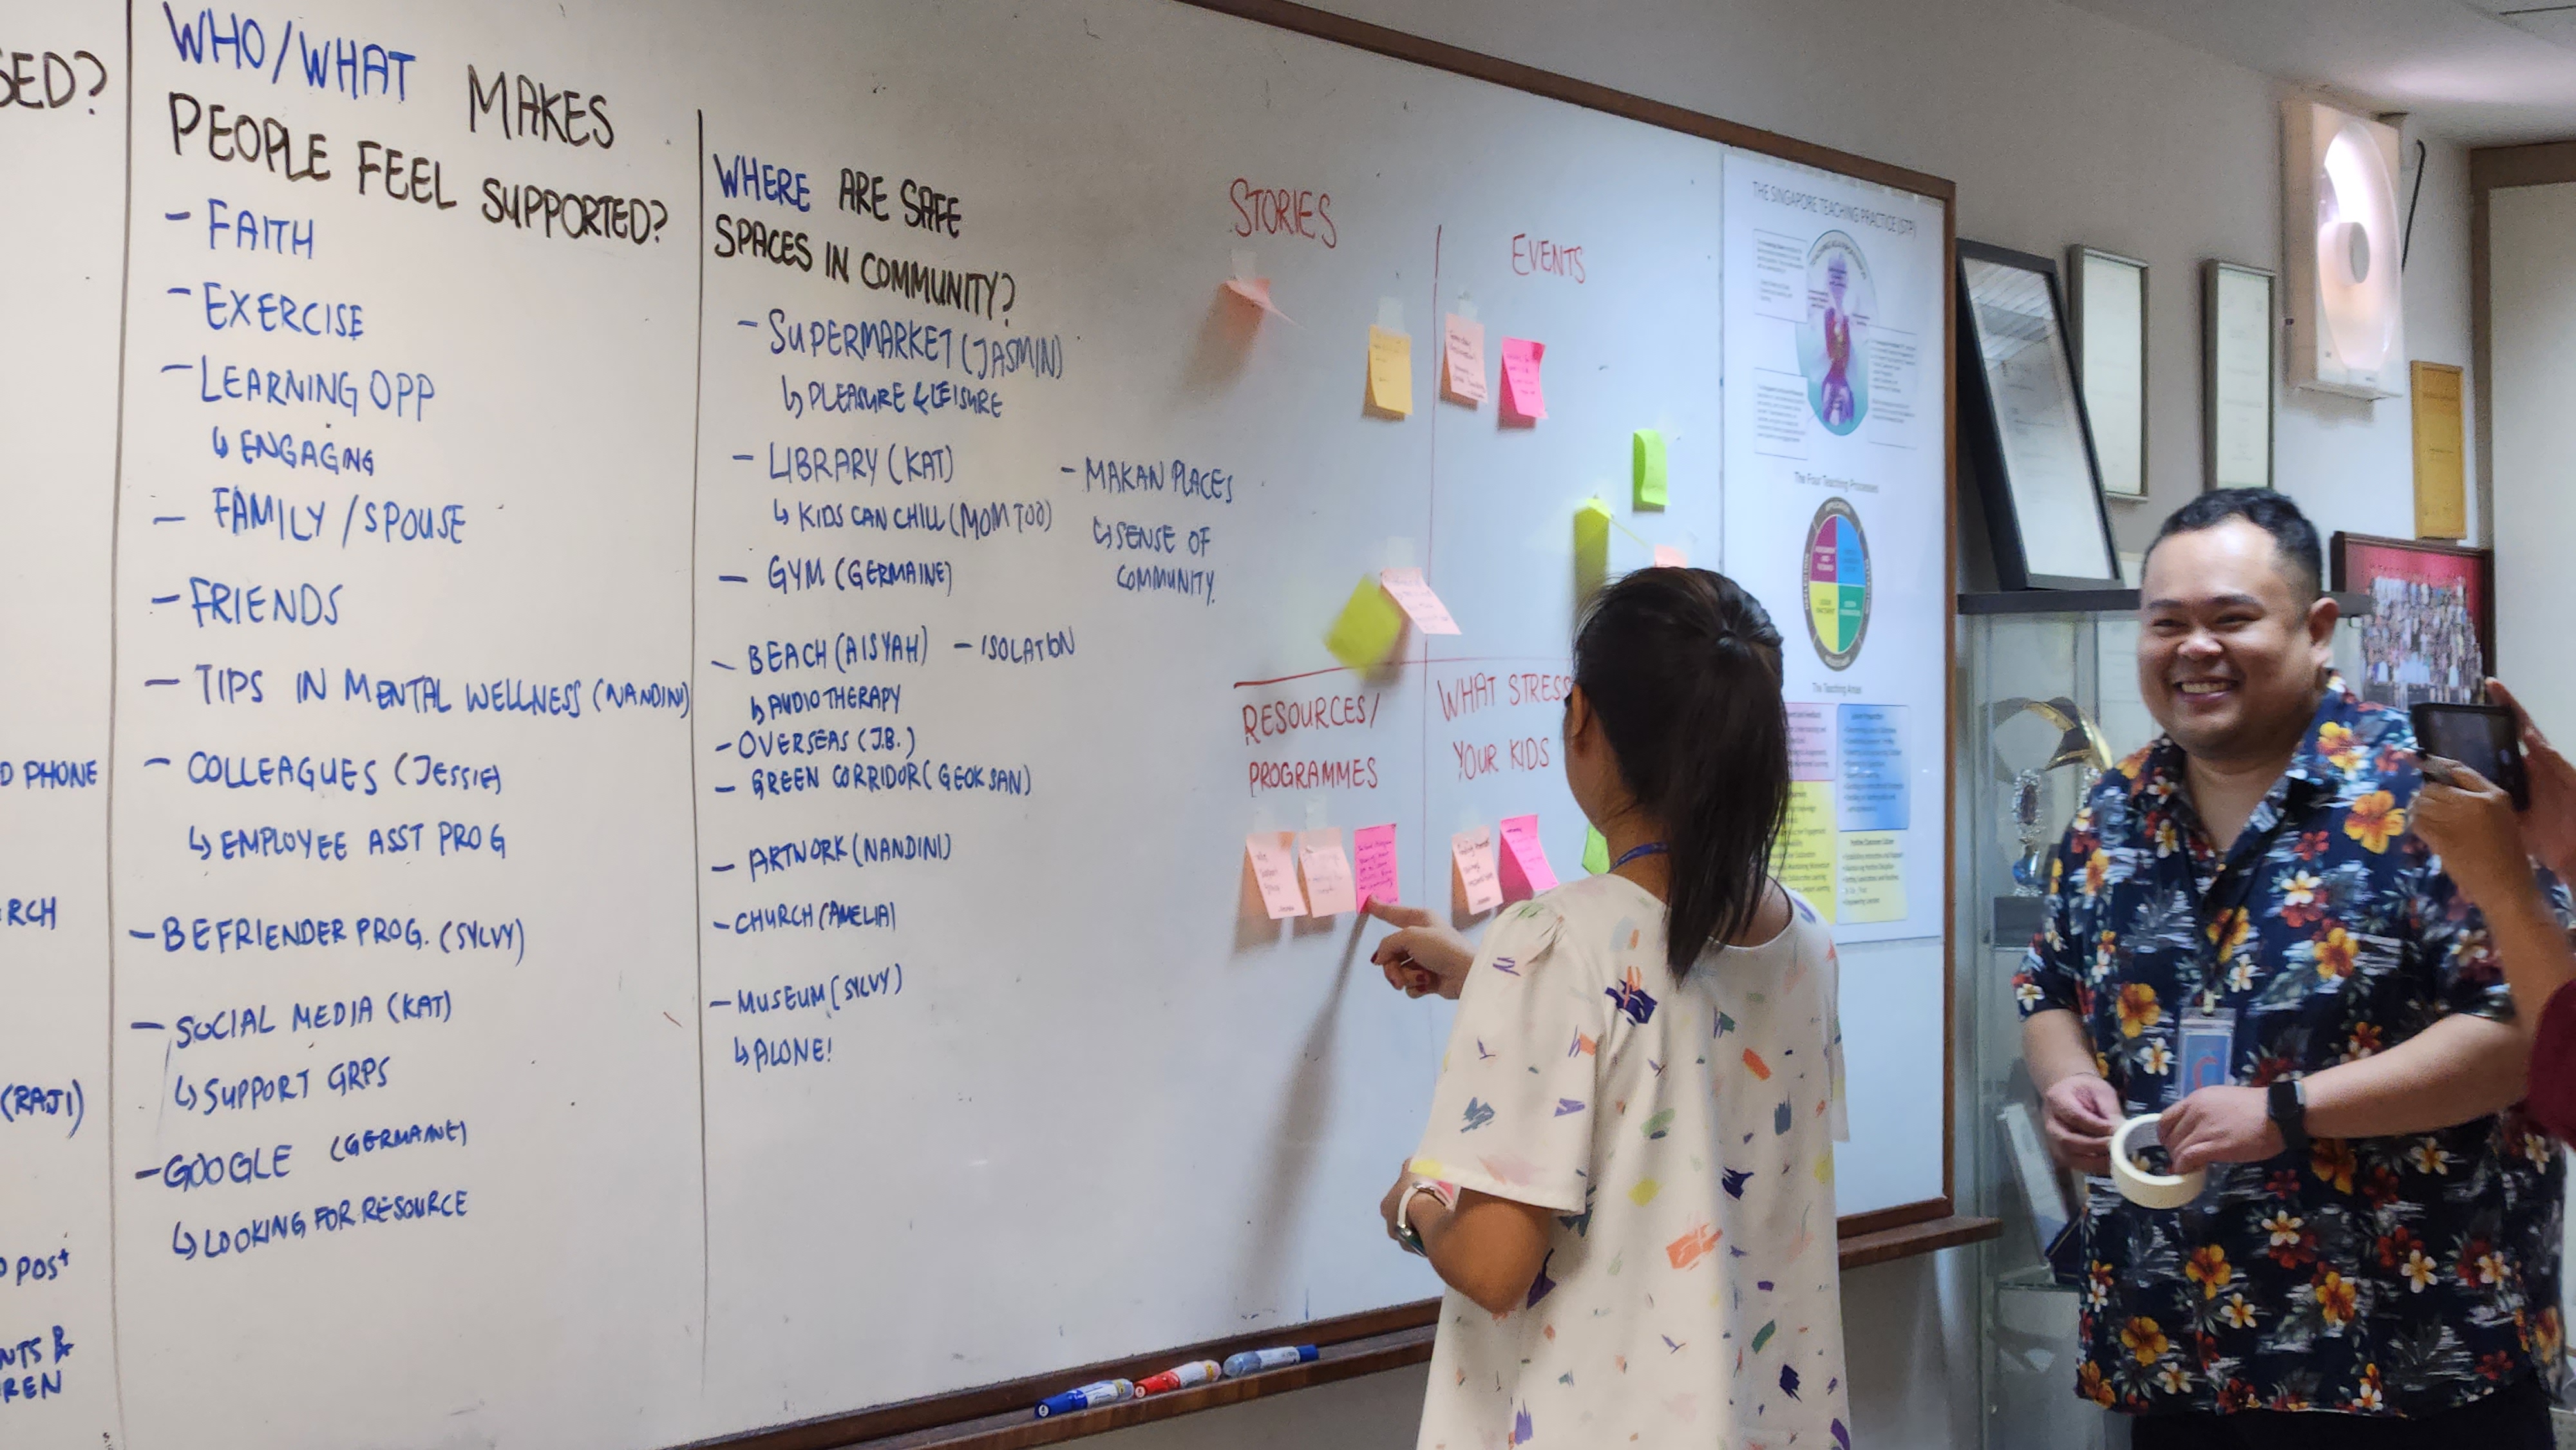 SED?
D PHONE
RCH
(RAJI)
POST
NTS &
REN
WHO/WHAT MAKES
PEOPLE FEEL SUPPORTED?
- FAITH
- EXERCISE
- LEARNING OPP
↳ ENGAGING
- FAMILY / SPOUSE
- FRIENDS
- TIPS IN MENTAL WELLNESS (NANDINI)
- COLLEAGUES (JESSIE)
↳ EMPLOYEE ASST PROG
- BEFRIENDER PROG. (SYLVY)
- SOCIAL MEDIA (KAT)
↳ SUPPORT GRPS
- GOOGLE (GERMAINE)
↳ LOOKING FOR RESOURCE
WHERE ARE SAFE
SPACES IN COMMUNITY?
- SUPERMARKET (JASMIN)
↳ PLEASURE & LEISURE
- LIBRARY (KAT)
↳ KIDS CAN CHILL (MOM TOO)
- GYM (GERMAINE)
- BEACH (AISYAH) - ISOLATION
↳ AUDIO THERAPY
- OVERSEAS (J.B.)
- GREEN CORRIDOR (GEOK SAN)
- ARTWORK (NANDINI)
- CHURCH (AMELIA)
- MUSEUM (SYLVY)
↳ ALONE!
- MAKAN PLACES
↳ SENSE OF
COMMUNITY.
STORIES
EVENTS
RESOURCES/
PROGRAMMES
WHAT STRESS
YOUR KIDS
THE SINGAPORE TEACHING PRACTICE (STP)
The Four Teaching Processes
The Teaching Areas